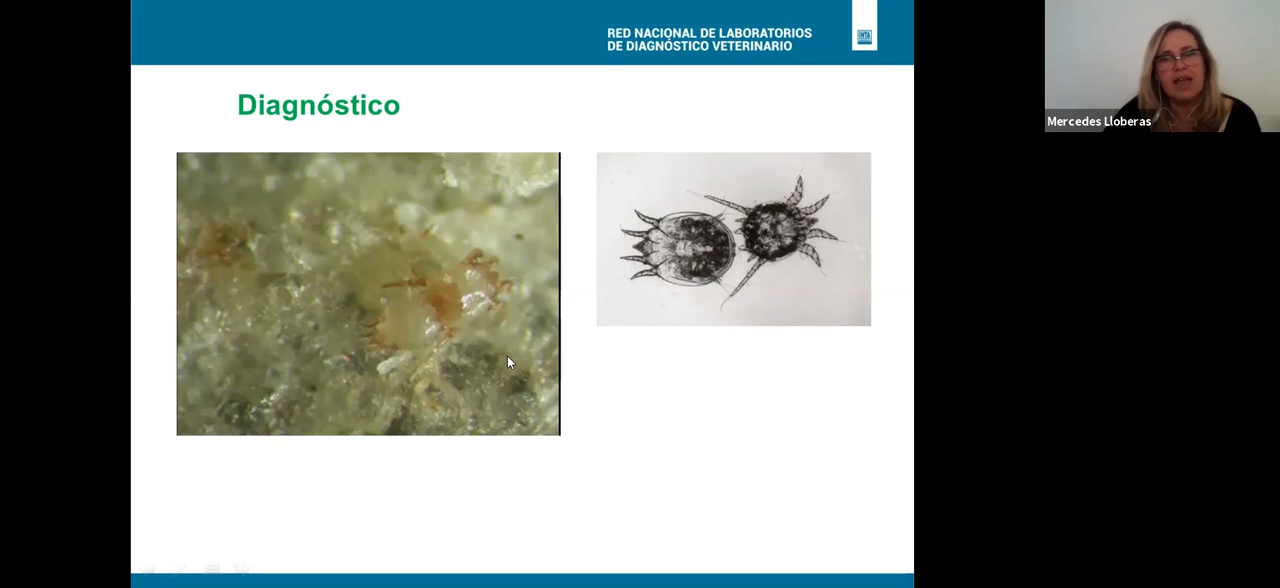 RED NACIONAL DE LABORATORIOS
DE DIAGNÓSTICO VETERINARIO
INTA
Diagnóstico
Mercedes Lloberas